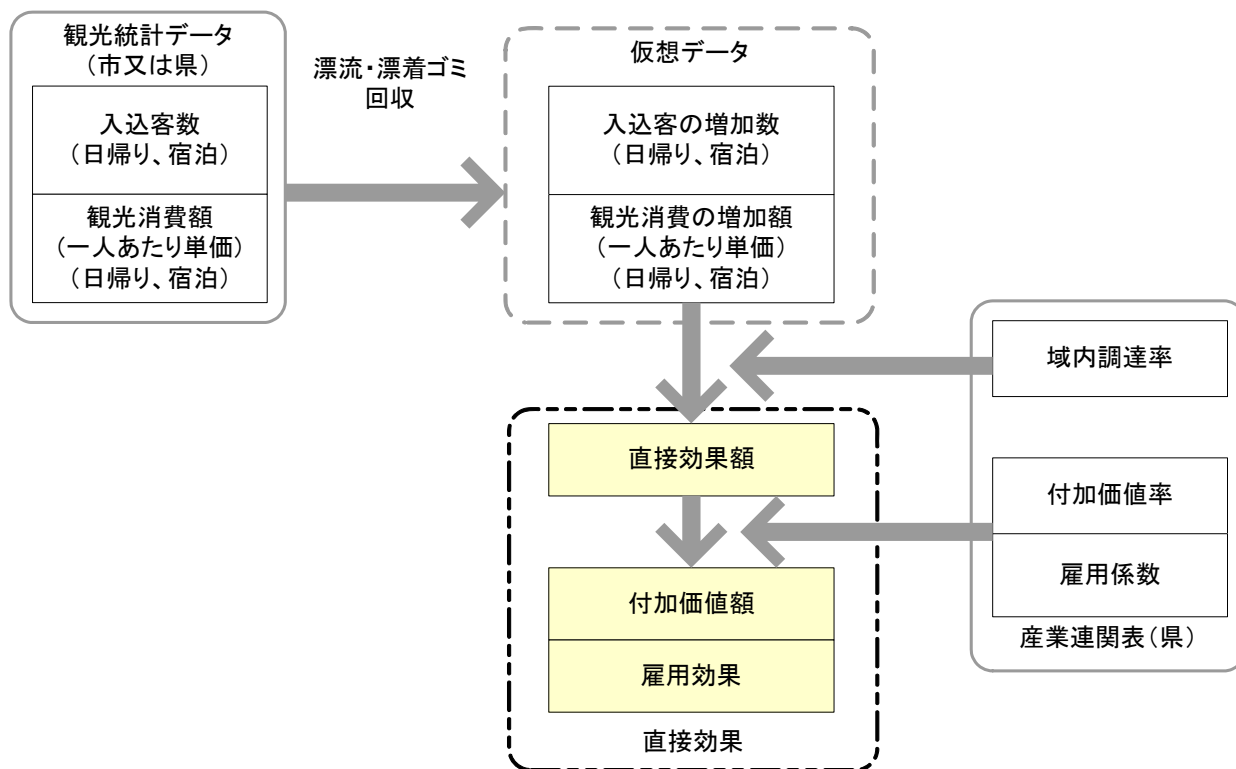 観光統計データ
(市又は県)
入込客数
(日帰り、宿泊)
観光消費額
(一人あたり単価)
(日帰り、宿泊)
漂流・漂着ゴミ
回収
仮想データ
入込客の増加数
(日帰り、宿泊)
観光消費の増加額
(一人あたり単価)
(日帰り、宿泊)
域内調達率
付加価値率
雇用係数
産業連関表(県)
直接効果額
付加価値額
雇用効果
直接効果